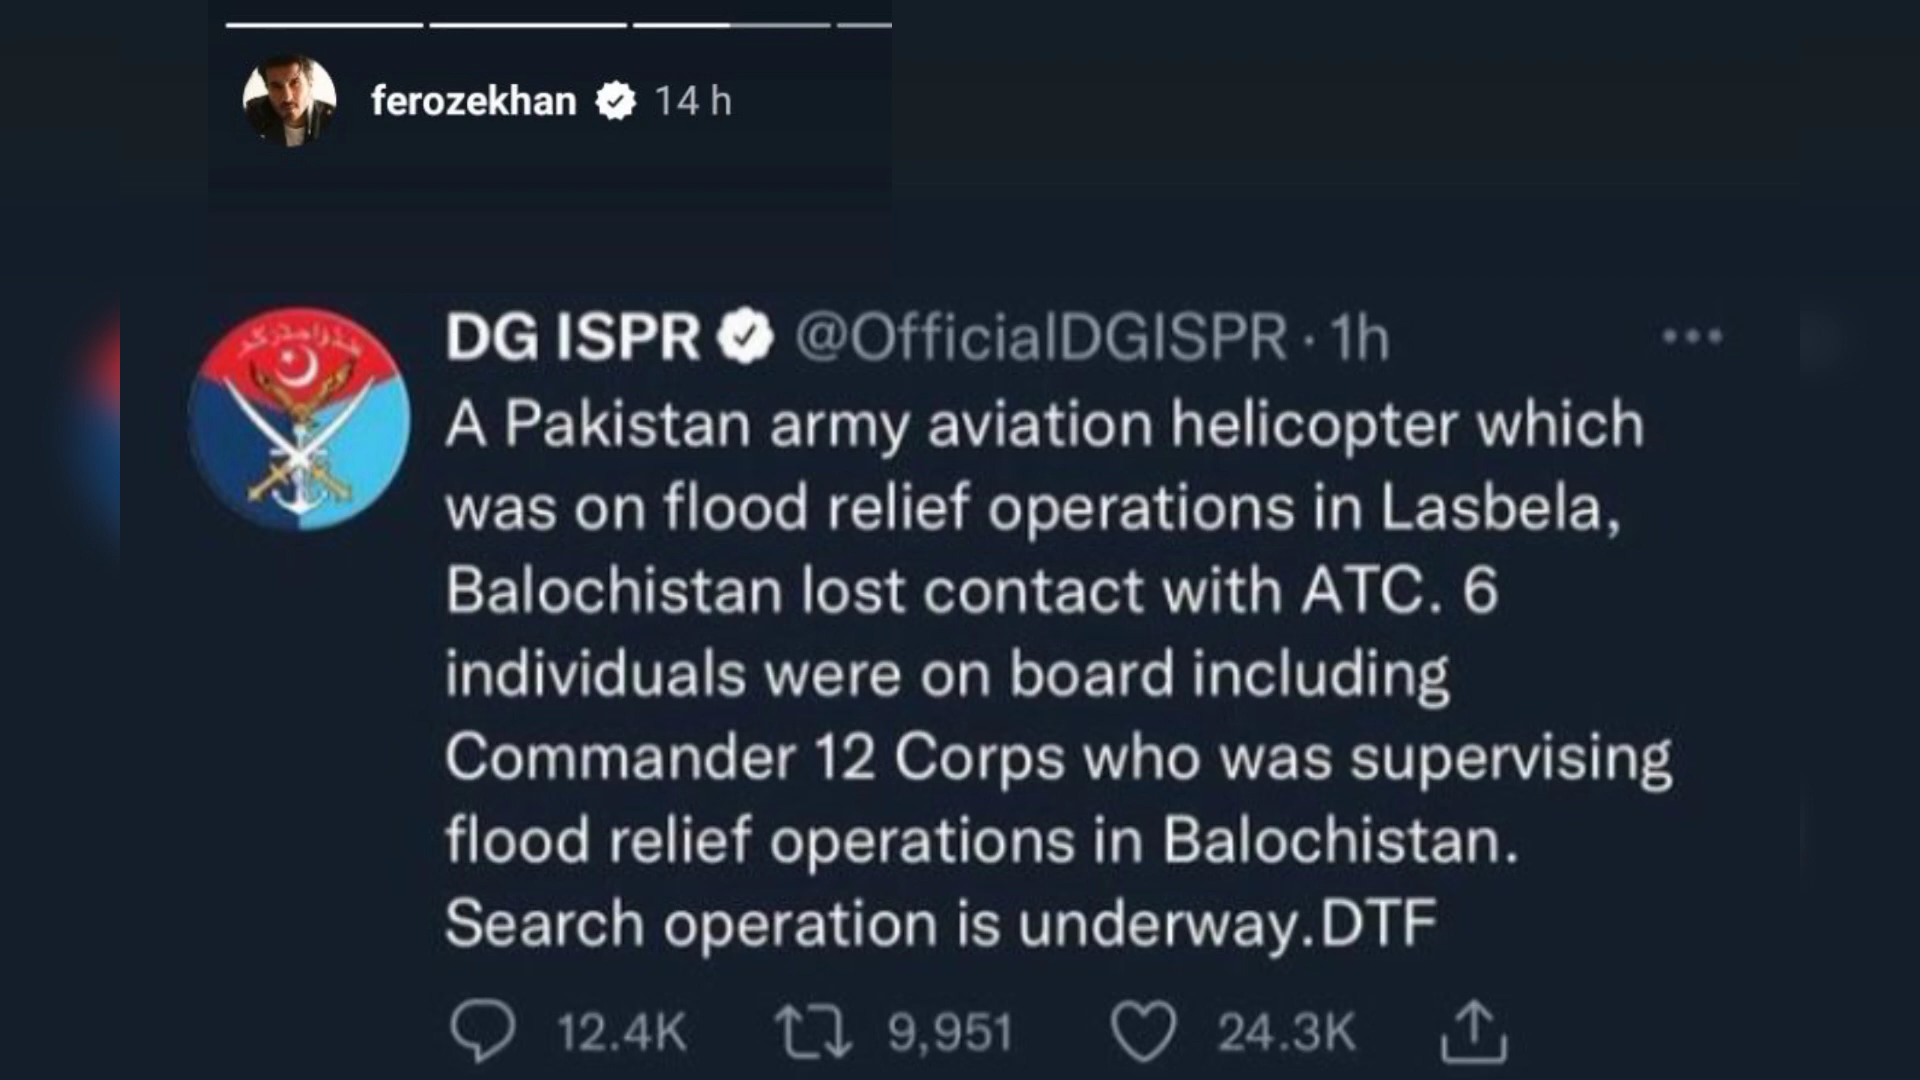 ferozekhan 14 h
DG ISPR @OfficialDGISPR · 1h
A Pakistan army aviation helicopter which
was on flood relief operations in Lasbela,
Balochistan lost contact with ATC. 6
individuals were on board including
Commander 12 Corps who was supervising
flood relief operations in Balochistan.
Search operation is underway.DTF
12.4K 9,951 24.3K